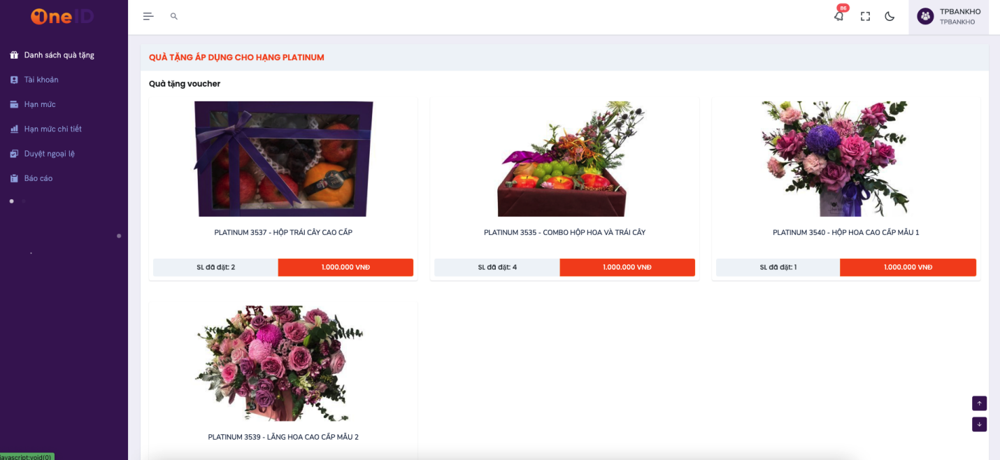 OneID
86
TPBANKHO
TPBANKHO
Danh sách quà tặng
Tài khoản
Hạn mức
Hạn mức chi tiết
Duyệt ngoại lệ
Báo cáo
QUÀ TẶNG ÁP DỤNG CHO HẠNG PLATINUM
Quà tặng voucher
PLATINUM 3537 - HỘP TRÁI CÂY CAO CẤP
PLATINUM 3535 - COMBO HỘP HOA VÀ TRÁI CÂY
PLATINUM 3540 - HỘP HOA CAO CẤP MẪU 1
SL đã đặt: 2
1.000.000 VNĐ
SL đã đặt: 4
1.000.000 VNĐ
SL đã đặt: 1
1.000.000 VNĐ
PLATINUM 3539 - LẴNG HOA CAO CẤP MẪU 2
javascript:void(0)